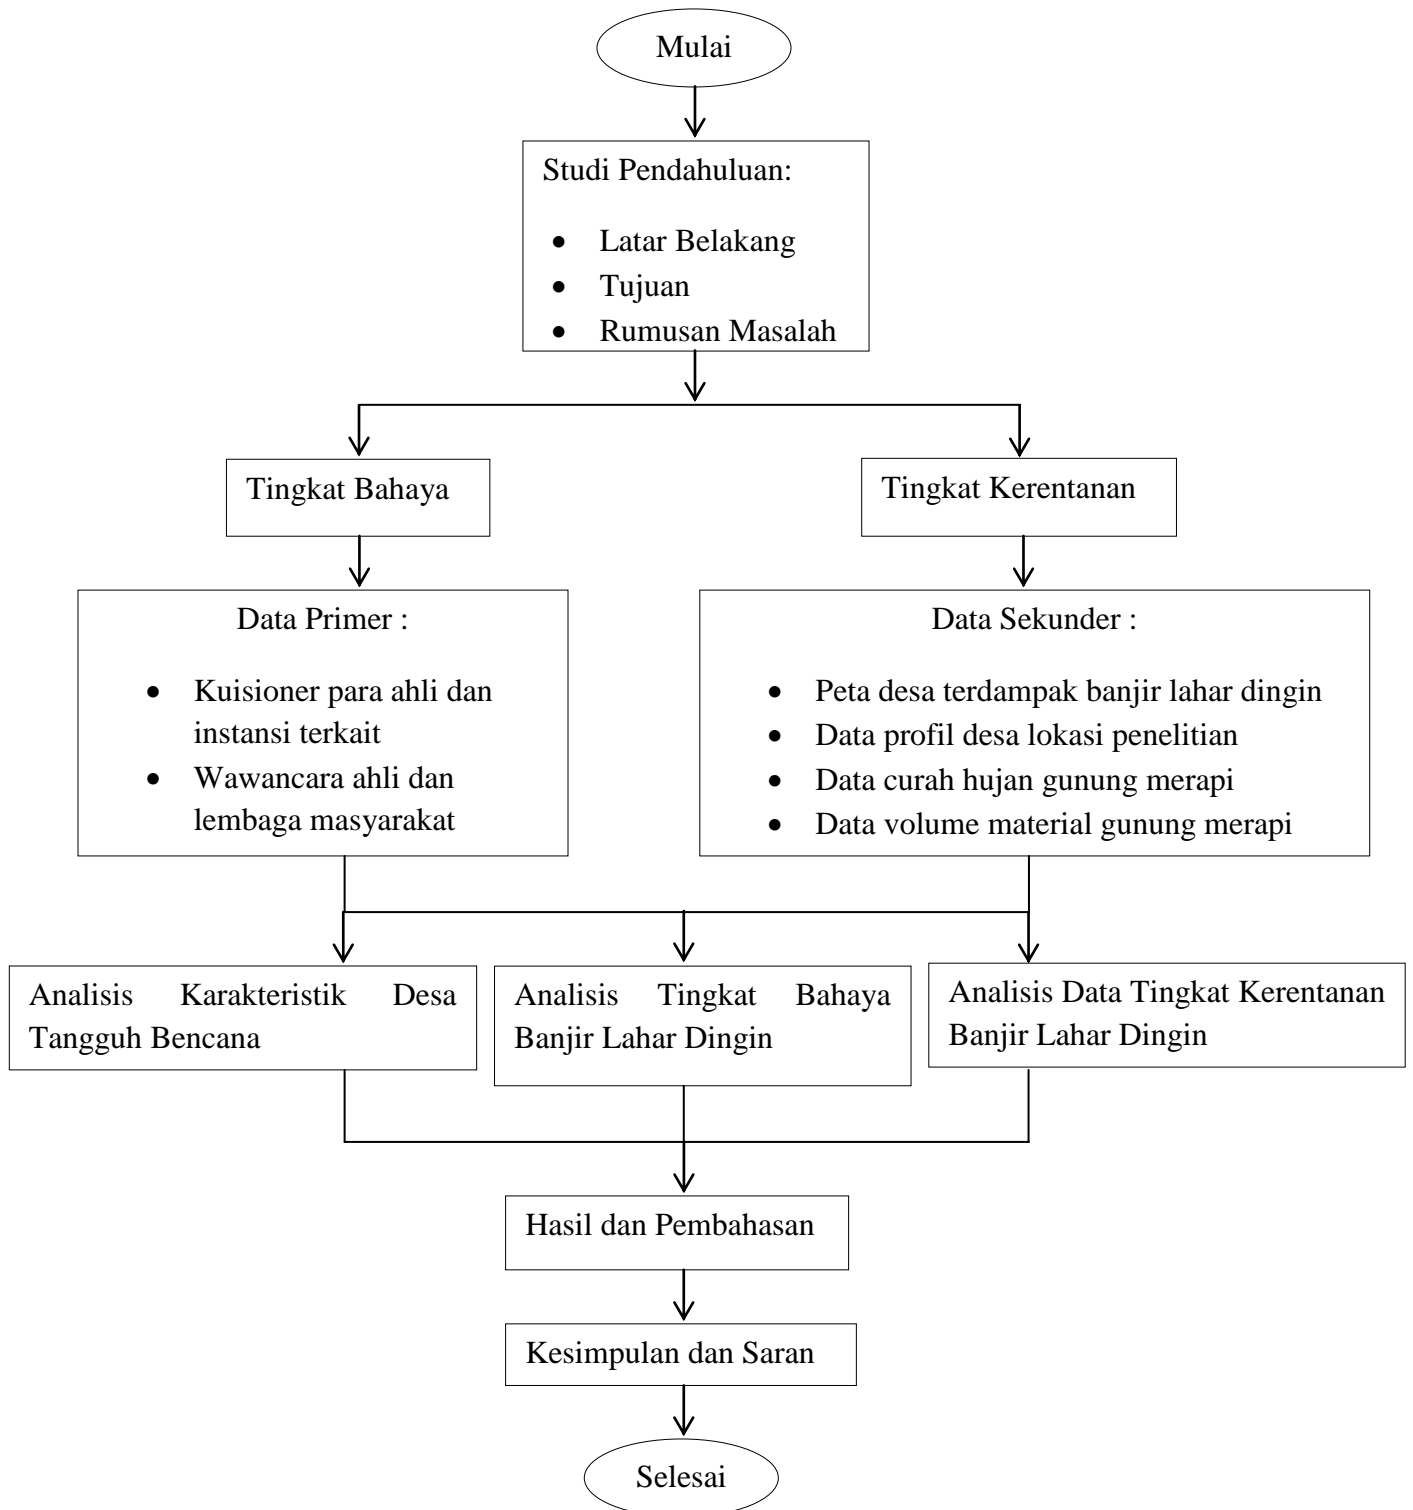 Mulai
Studi Pendahuluan:
• Latar Belakang
• Tujuan
• Rumusan Masalah
Tingkat Bahaya
Tingkat Kerentanan
Data Primer :
• Kuisioner para ahli dan
instansi terkait
• Wawancara ahli dan
lembaga masyarakat
Data Sekunder :
• Peta desa terdampak banjir lahar dingin
• Data profil desa lokasi penelitian
• Data curah hujan gunung merapi
• Data volume material gunung merapi
Analisis Karakteristik Desa
Tangguh Bencana
Analisis Tingkat Bahaya
Banjir Lahar Dingin
Analisis Data Tingkat Kerentanan
Banjir Lahar Dingin
Hasil dan Pembahasan
Kesimpulan dan Saran
Selesai